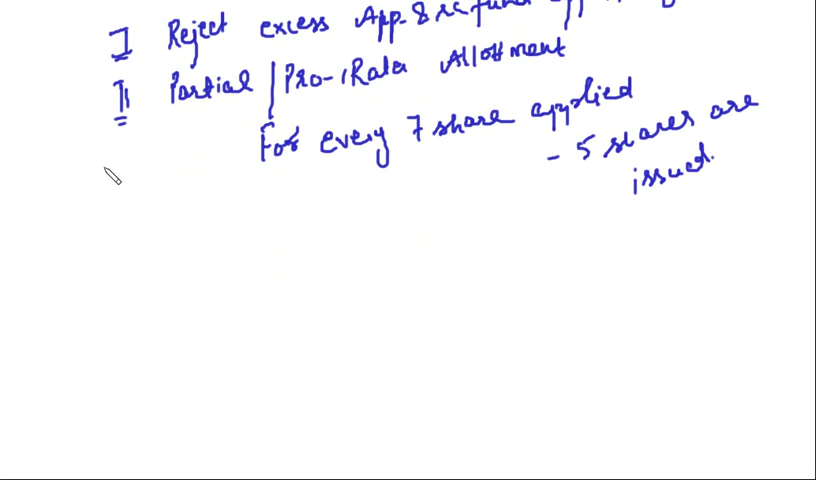 I Reject excess App. & refund
II Partial / Pro-Rata Allotment
For every 7 share applied
- 5 shares are
issued.